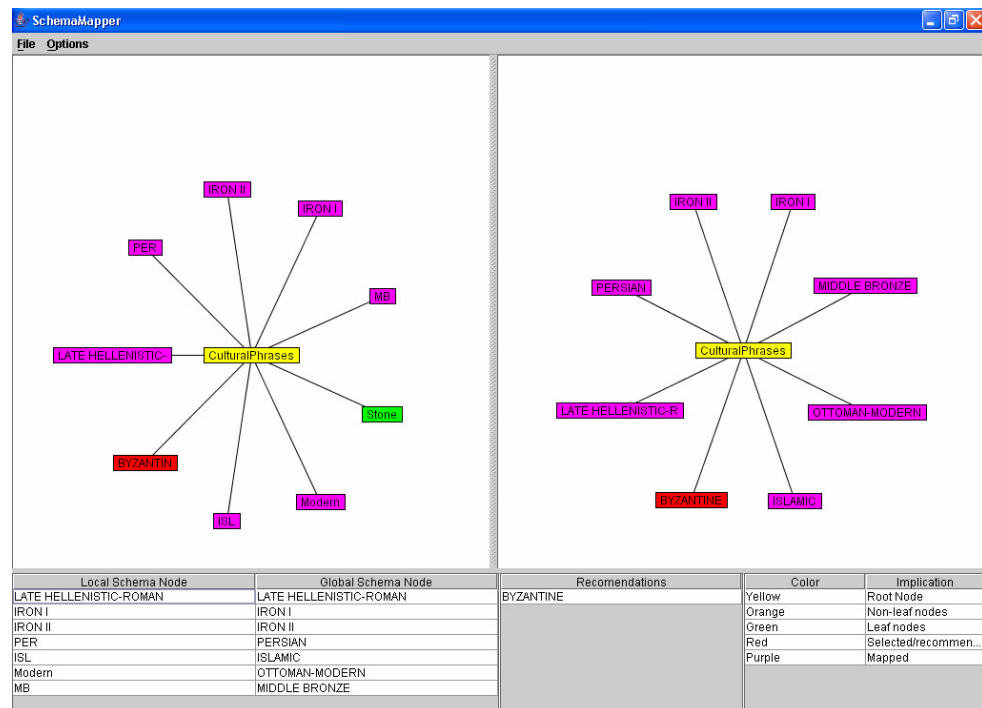 SchemaMapper
File Options
IRON II
IRON I
PER
MB
LATE HELLENISTIC-
CulturalPhrases
Stone
BYZANTIN
Modern
ISL
IRON II
IRON I
PERSIAN
MIDDLE BRONZE
CulturalPhrases
LATE HELLENISTIC-R
OTTOMAN-MODERN
BYZANTINE
ISLAMIC
Local Schema Node Global Schema Node
LATE HELLENISTIC-ROMAN LATE HELLENISTIC-ROMAN
IRON I IRON I
IRON II IRON II
PER PERSIAN
ISL ISLAMIC
Modern OTTOMAN-MODERN
MB MIDDLE BRONZE
Recomendations
BYZANTINE
Color Implication
Yellow Root Node
Orange Non-leaf nodes
Green Leaf nodes
Red Selected/recommen...
Purple Mapped